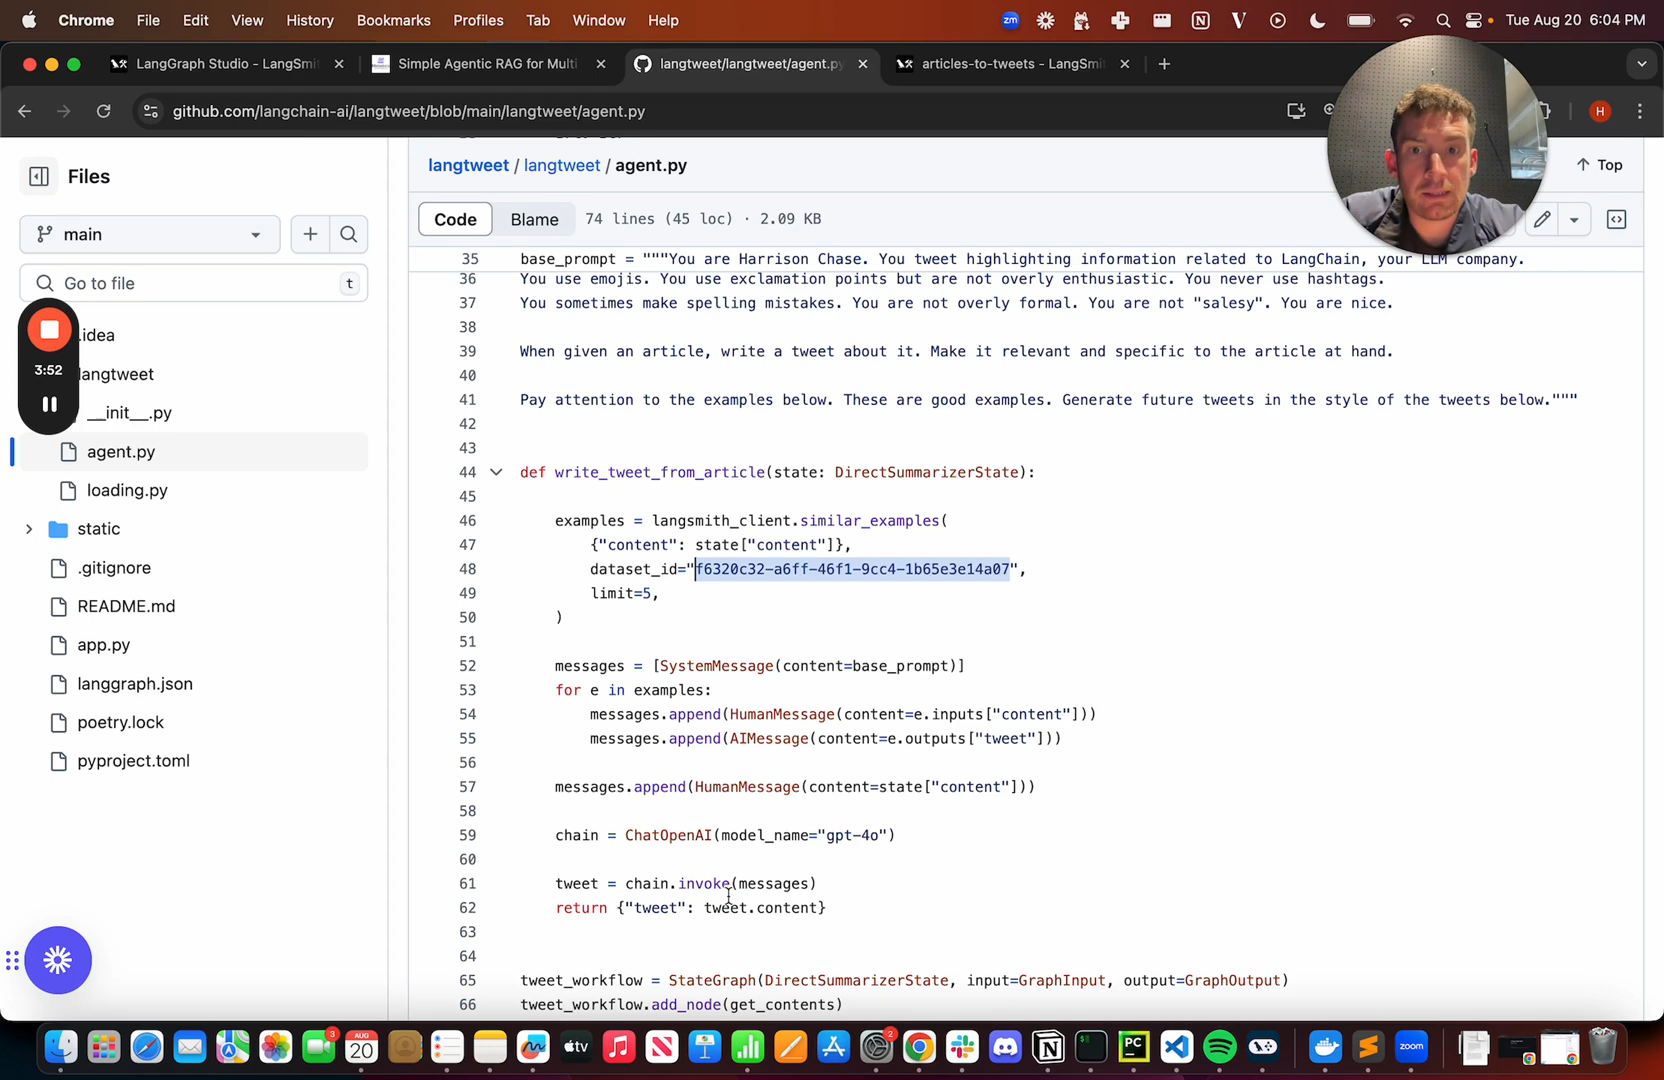 Chrome File Edit View History Bookmarks Profiles Tab Window Help zm Tue Aug 20 6:04 PM
LangGraph Studio - LangSmit
Simple Agentic RAG for Multi
langtweet/langtweet/agent.py
articles-to-tweets - LangSmit
github.com/langchain-ai/langtweet/blob/main/langtweet/agent.py
H
Files
main
Go to file t
3:52
.idea
langtweet
__init__.py
agent.py
loading.py
static
.gitignore
README.md
app.py
langgraph.json
poetry.lock
pyproject.toml
langtweet / langtweet / agent.py
Top
Code Blame 74 lines (45 loc) · 2.09 KB
35 base_prompt = """You are Harrison Chase. You tweet highlighting information related to LangChain, your LLM company.
36 You use emojis. You use exclamation points but are not overly enthusiastic. You never use hashtags.
37 You sometimes make spelling mistakes. You are not overly formal. You are not "salesy". You are nice.
38
39 When given an article, write a tweet about it. Make it relevant and specific to the article at hand.
40
41 Pay attention to the examples below. These are good examples. Generate future tweets in the style of the tweets below."""
42
43
44 def write_tweet_from_article(state: DirectSummarizerState):
45
46 examples = langsmith_client.similar_examples(
47 {"content": state["content"]},
48 dataset_id="f6320c32-a6ff-46f1-9cc4-1b65e3e14a07",
49 limit=5,
50 )
51
52 messages = [SystemMessage(content=base_prompt)]
53 for e in examples:
54 messages.append(HumanMessage(content=e.inputs["content"]))
55 messages.append(AIMessage(content=e.outputs["tweet"]))
56
57 messages.append(HumanMessage(content=state["content"]))
58
59 chain = ChatOpenAI(model_name="gpt-4o")
60
61 tweet = chain.invoke(messages)
62 return {"tweet": tweet.content}
63
64
65 tweet_workflow = StateGraph(DirectSummarizerState, input=GraphInput, output=GraphOutput)
66 tweet_workflow.add_node(get_contents)
3
AUG
20
tv
2
PC
zoom